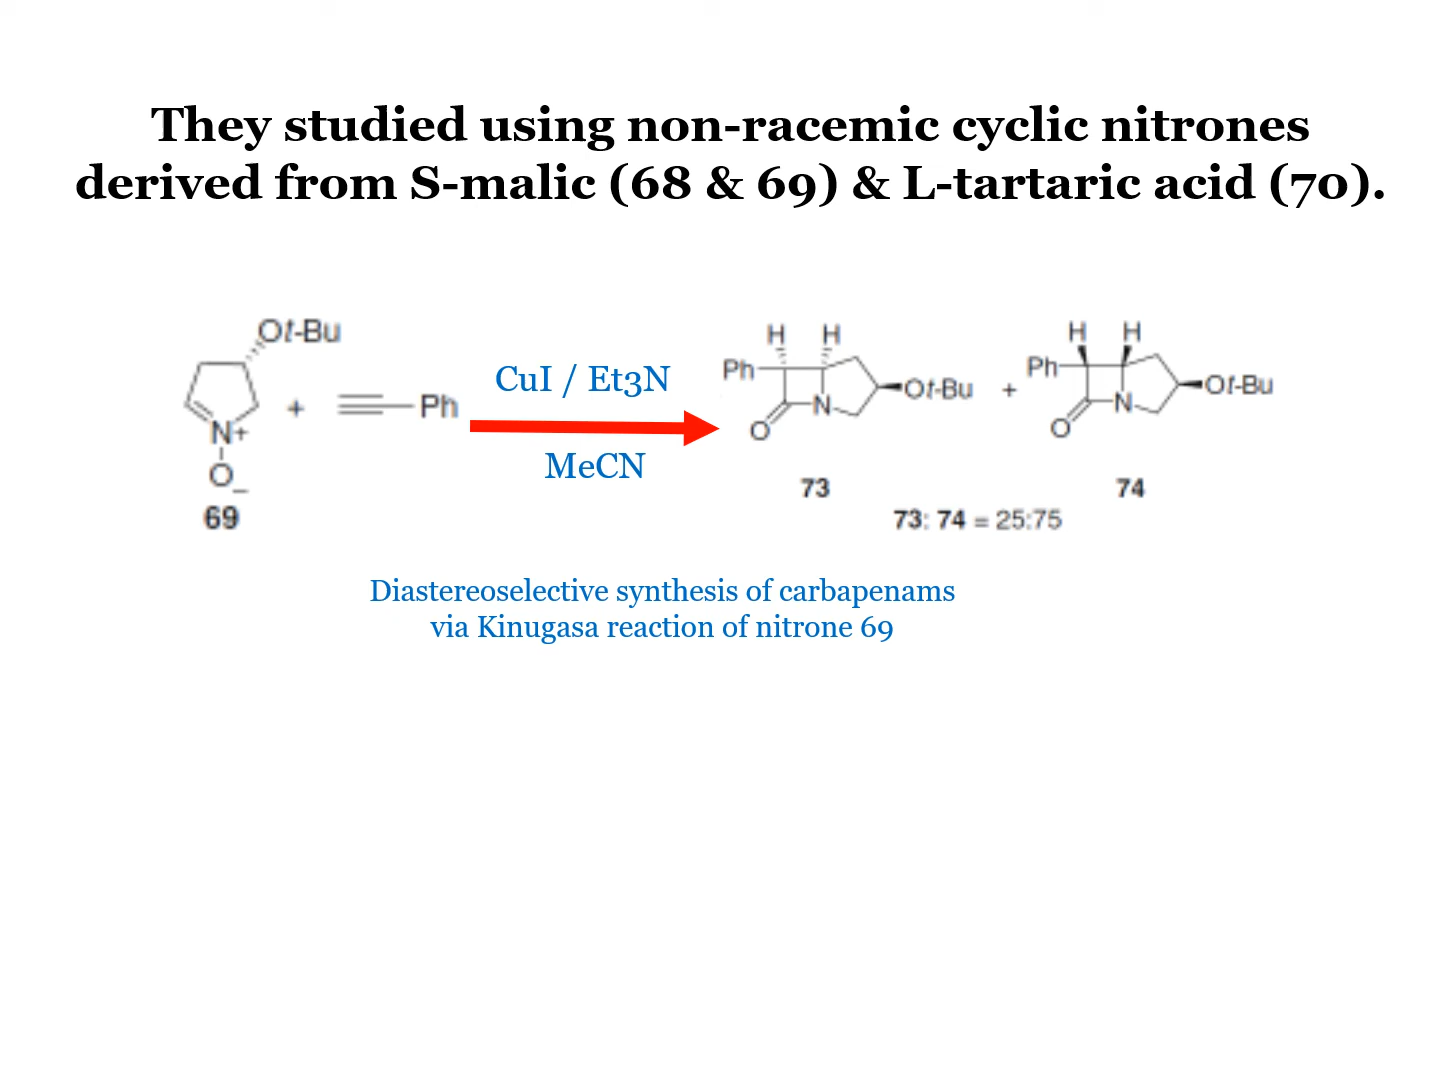 They studied using non-racemic cyclic nitrones
derived from S-malic (68 & 69) & L-tartaric acid (70).
Ot-Bu
N+
O
–
69
+
Ph
CuI / Et3N
MeCN
H H
Ph
Ot-Bu
N
O
73
+
H H
Ph
Ot-Bu
N
O
74
73: 74 = 25:75
Diastereoselective synthesis of carbapenams
via Kinugasa reaction of nitrone 69